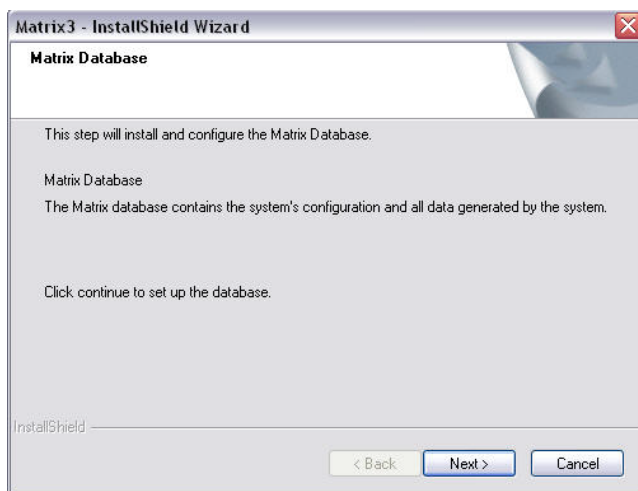 Matrix3 - InstallShield Wizard
Matrix Database
This step will install and configure the Matrix Database.
Matrix Database
The Matrix database contains the system's configuration and all data generated by the system.
Click continue to set up the database.
InstallShield
< Back Next > Cancel